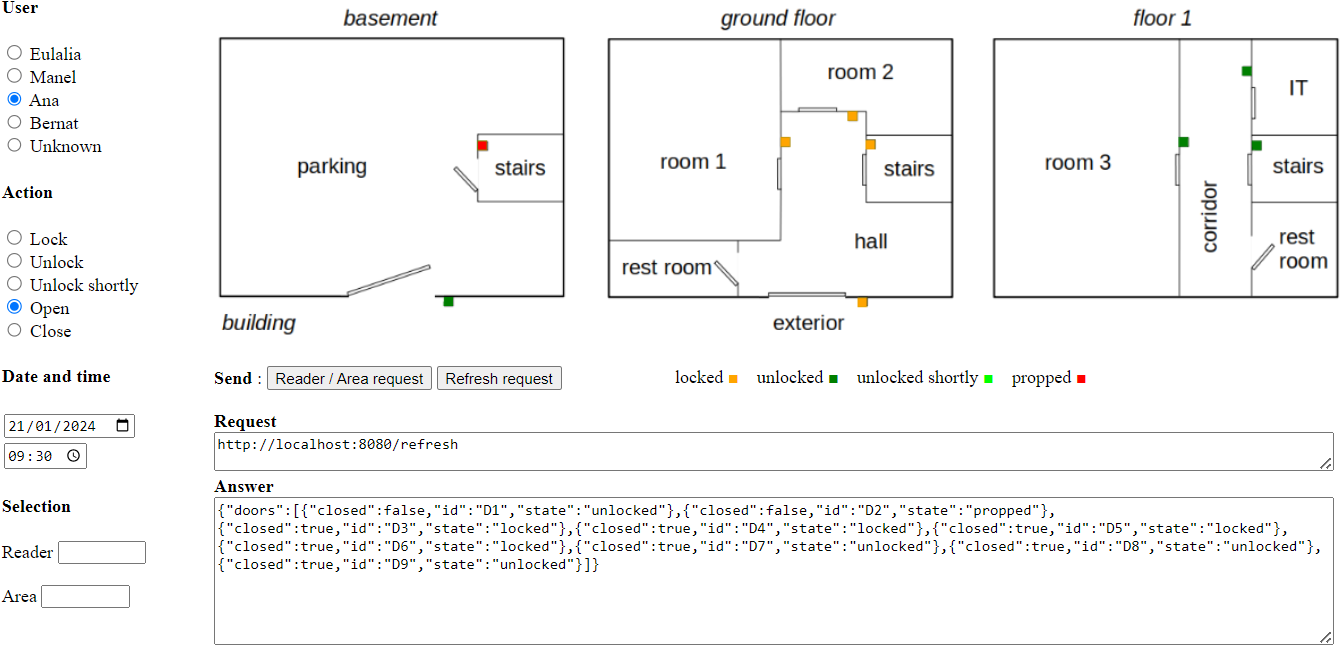 User
Eulalia
Manel
Ana
Bernat
Unknown
Action
Lock
Unlock
Unlock shortly
Open
Close
Date and time
21/01/2024
09:30
Selection
Reader
Area
basement
parking
stairs
building
ground floor
room 2
room 1
stairs
hall
rest room
exterior
floor 1
IT
room 3
stairs
corridor
rest
room
Send : Reader / Area request Refresh request
locked unlocked unlocked shortly propped
Request
http://localhost:8080/refresh
Answer
{"doors":[{"closed":false,"id":"D1","state":"unlocked"},{"closed":false,"id":"D2","state":"propped"},
{"closed":true,"id":"D3","state":"locked"},{"closed":true,"id":"D4","state":"locked"},{"closed":true,"id":"D5","state":"locked"},
{"closed":true,"id":"D6","state":"locked"},{"closed":true,"id":"D7","state":"unlocked"},{"closed":true,"id":"D8","state":"unlocked"},
{"closed":true,"id":"D9","state":"unlocked"}]}